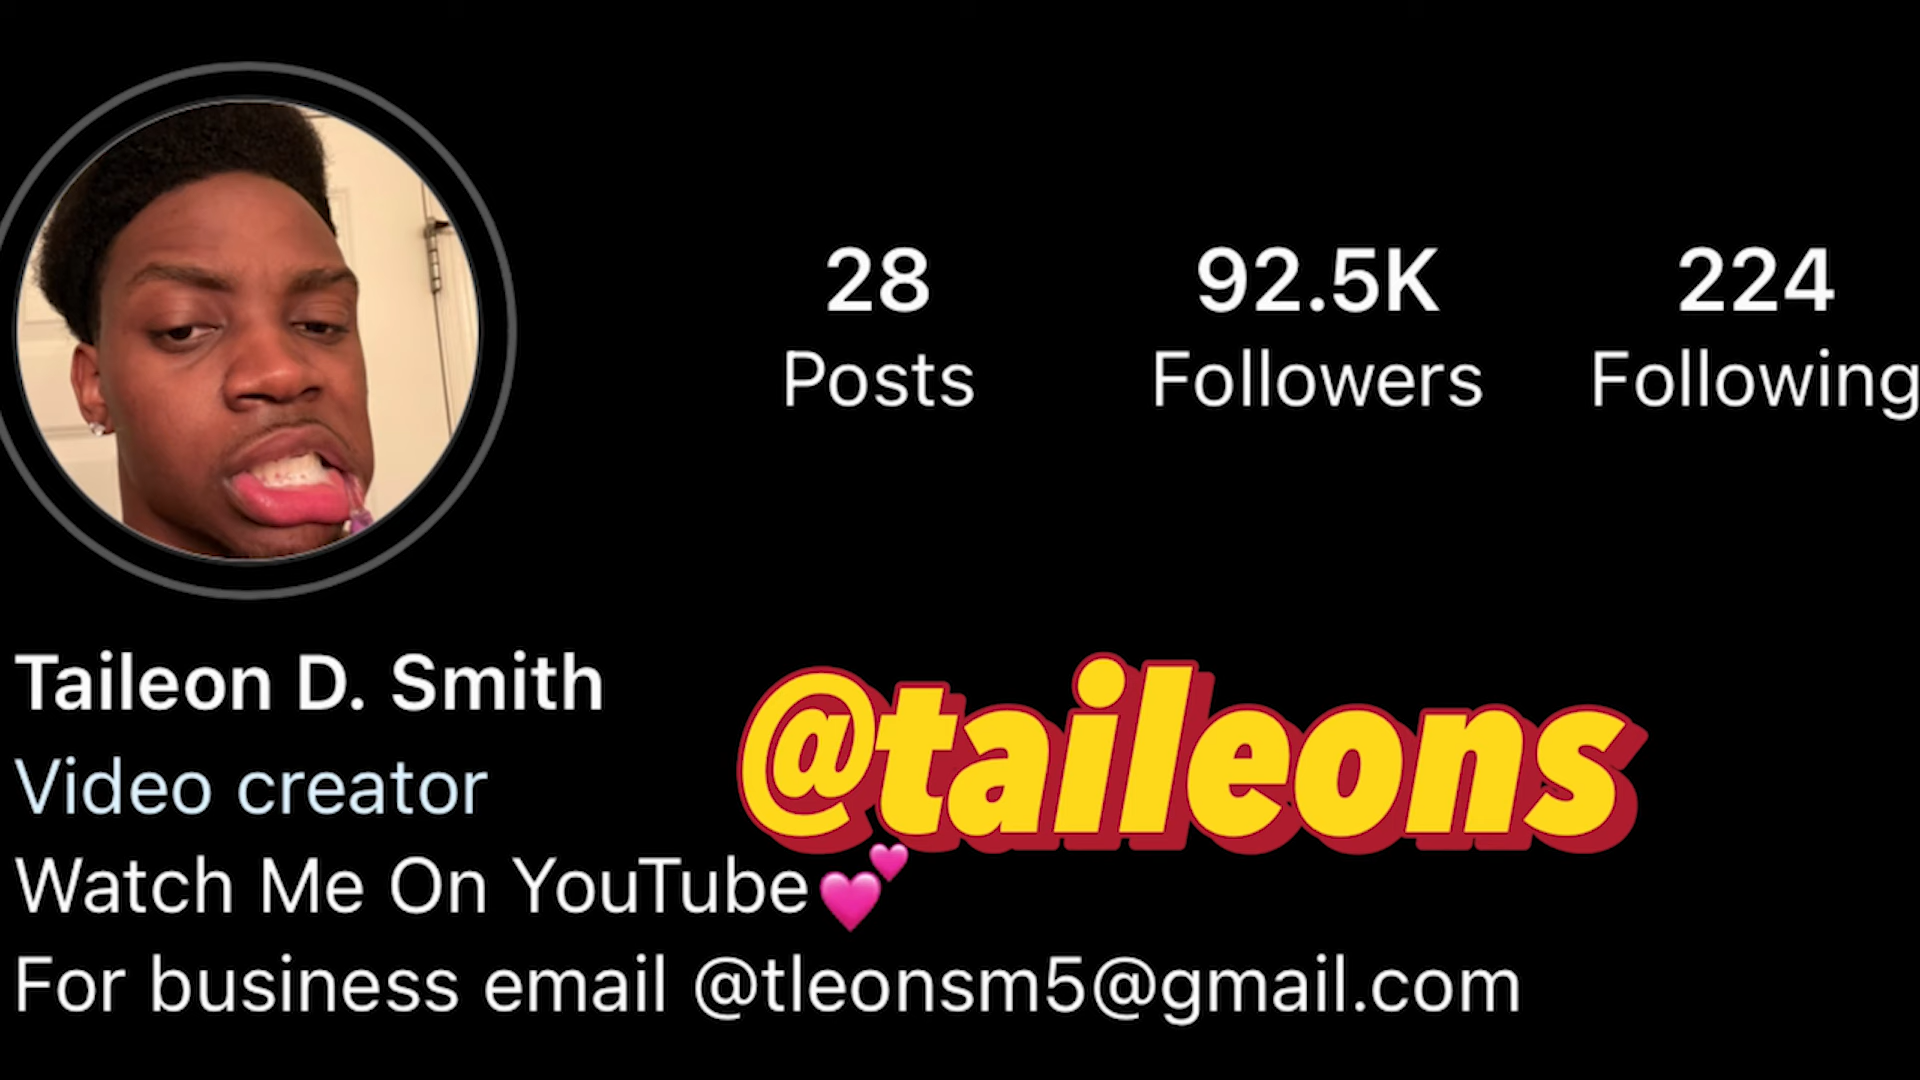 28 92.5K 224
Posts Followers Following
Taileon D. Smith
@taileons
Video creator
Watch Me On YouTube💕
For business email @tleonsm5@gmail.com